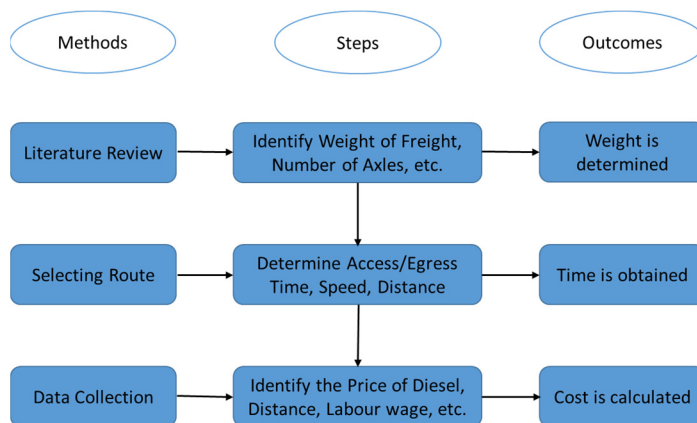 Methods
Steps
Outcomes
Literature Review
Identify Weight of Freight,
Number of Axles, etc.
Weight is
determined
Selecting Route
Determine Access/Egress
Time, Speed, Distance
Time is obtained
Data Collection
Identify the Price of Diesel,
Distance, Labour wage, etc.
Cost is calculated